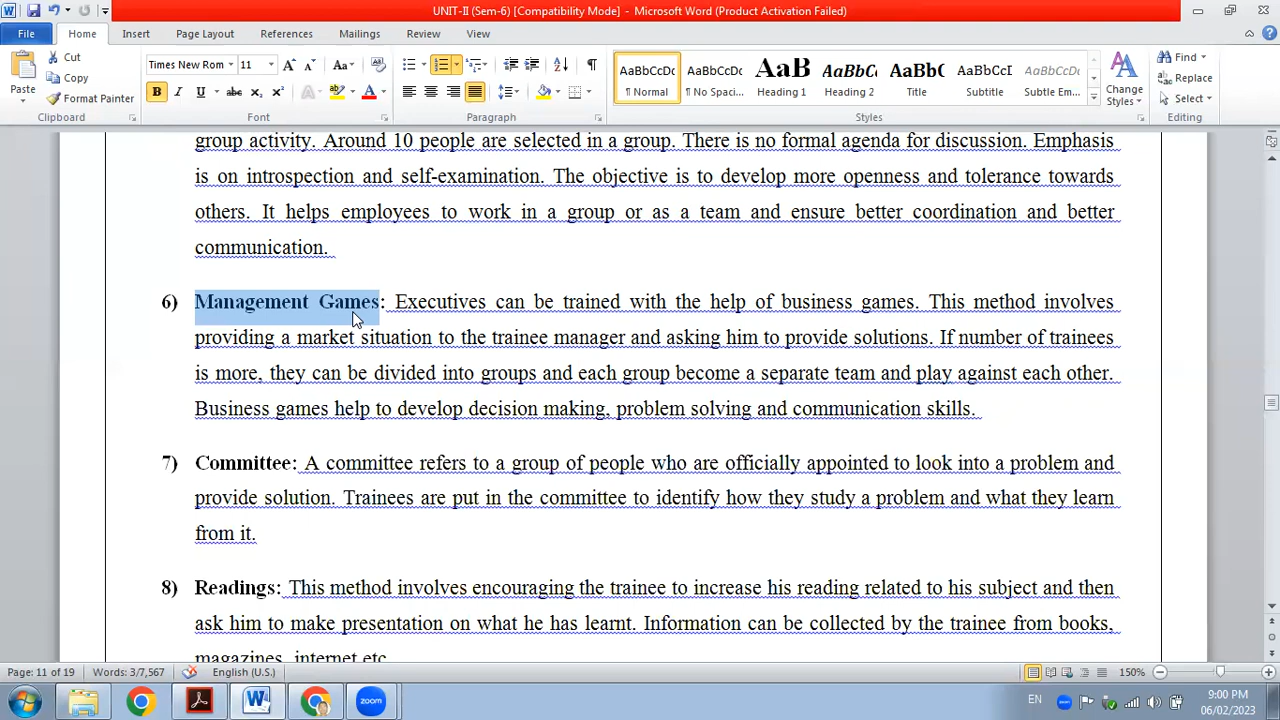 UNIT-II (Sem-6) [Compatibility Mode] - Microsoft Word (Product Activation Failed)
File Home Insert Page Layout References Mailings Review View
Paste
Cut
Copy
Format Painter
Clipboard
Times New Rom 11
Font
Paragraph
AaBbCcDc AaBbCcDc AaB AaBbCc AaBb( AaBbCcD AaBbCcDc
¶ Normal ¶ No Spaci... Heading 1 Heading 2 Title Subtitle Subtle Em...
Change Styles
Styles
Find
Replace
Select
Editing
group activity. Around 10 people are selected in a group. There is no formal agenda for discussion. Emphasis
is on introspection and self-examination. The objective is to develop more openness and tolerance towards
others. It helps employees to work in a group or as a team and ensure better coordination and better
communication.
6) Management Games: Executives can be trained with the help of business games. This method involves
providing a market situation to the trainee manager and asking him to provide solutions. If number of trainees
is more, they can be divided into groups and each group become a separate team and play against each other.
Business games help to develop decision making, problem solving and communication skills.
7) Committee: A committee refers to a group of people who are officially appointed to look into a problem and
provide solution. Trainees are put in the committee to identify how they study a problem and what they learn
from it.
8) Readings: This method involves encouraging the trainee to increase his reading related to his subject and then
ask him to make presentation on what he has learnt. Information can be collected by the trainee from books,
magazines, internet etc
Page: 11 of 19 Words: 3/7,567 English (U.S.) 150%
zoom EN 9:00 PM
06/02/2023